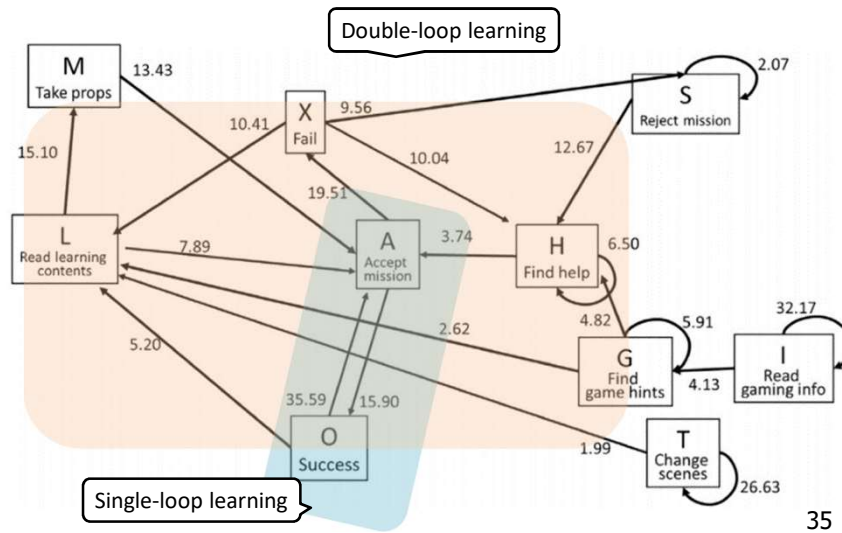 Double-loop learning
M
Take props
13.43
X
Fail
9.56
2.07
S
Reject mission
10.41
15.10
10.04
12.67
19.51
L
Read learning
contents
7.89
A
Accept
mission
3.74
H
Find help
6.50
5.20
2.62
4.82
5.91
32.17
G
Find
game hints
4.13
I
Read
gaming info
35.59
15.90
O
Success
1.99
T
Change
scenes
26.63
Single-loop learning
35